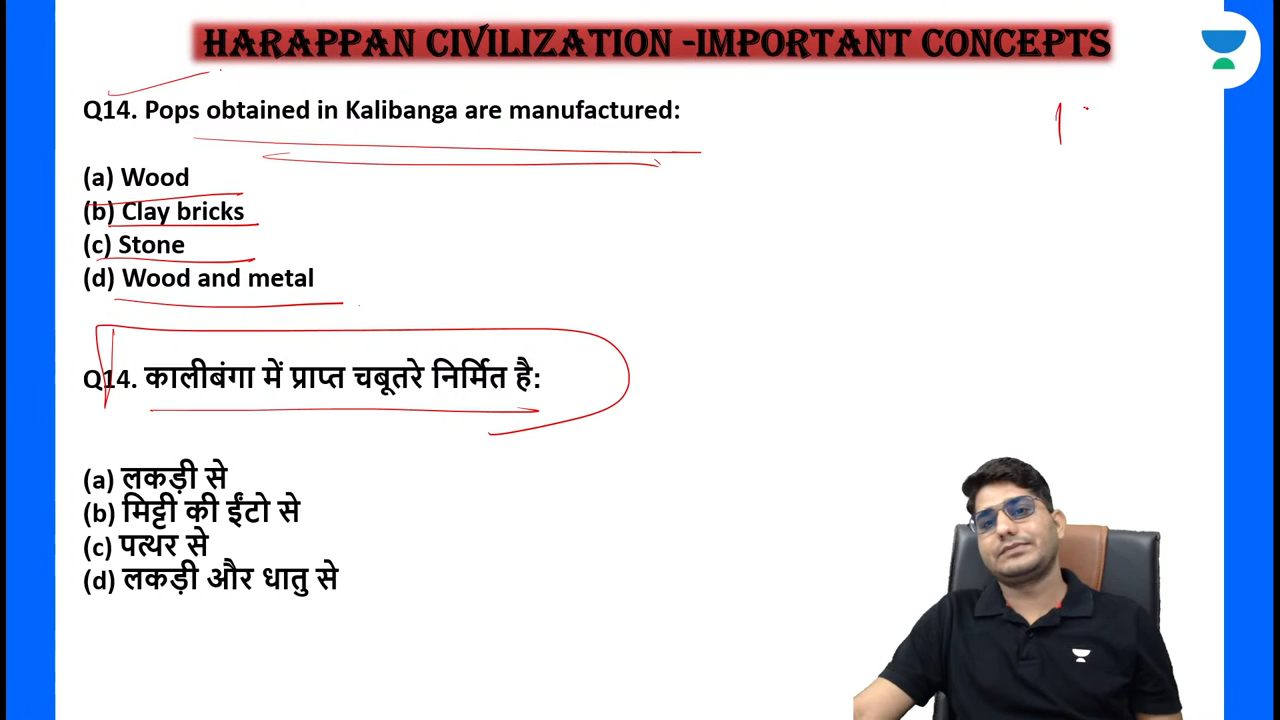 HARAPPAN CIVILIZATION -IMPORTANT CONCEPTS
Q14. Pops obtained in Kalibanga are manufactured:
(a) Wood
(b) Clay bricks
(c) Stone
(d) Wood and metal
Q14. कालीबंगा में प्राप्त चबूतरे निर्मित है:
(a) लकड़ी से
(b) मिट्टी की ईंटो से
(c) पत्थर से
(d) लकड़ी और धातु से